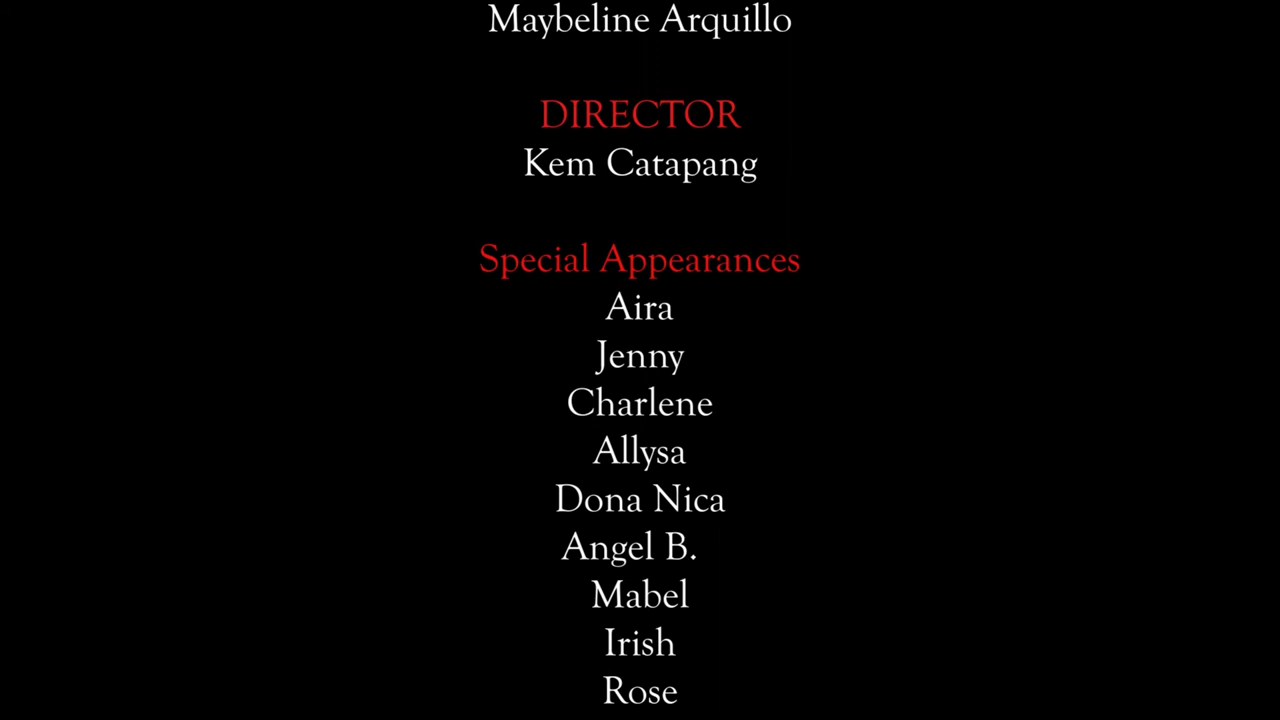 Maybeline Arquillo
DIRECTOR
Kem Catapang
Special Appearances
Aira
Jenny
Charlene
Allysa
Dona Nica
Angel B.
Mabel
Irish
Rose